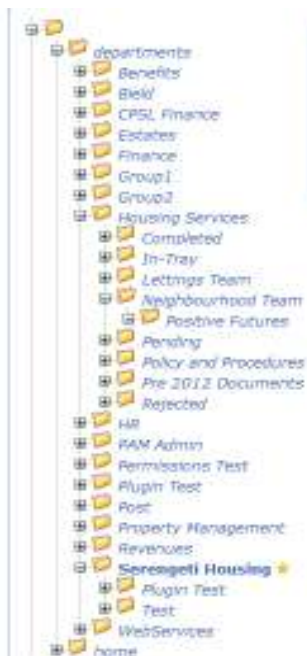 departments
Benefits
Bield
CPSL Finance
Estates
Finance
Group1
Group2
Housing Services
Completed
In-Tray
Lettings Team
Neighbourhood Team
Positive Futures
Pending
Policy and Procedures
Pre 2012 Documents
Rejected
HR
PAM Admin
Permissions Test
Plugin Test
Post
Property Management
Revenues
Serengeti Housing
Plugin Test
Test
WebServices
home